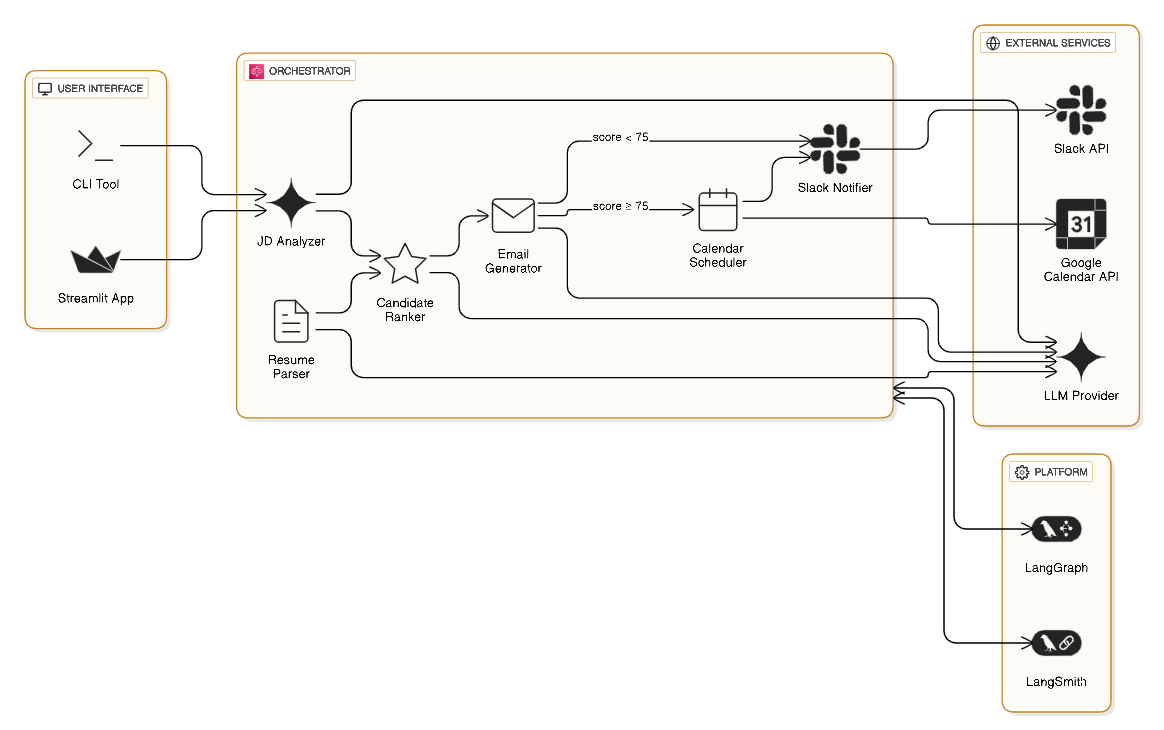 USER INTERFACE
CLI Tool
Streamlit App
ORCHESTRATOR
JD Analyzer
Resume
Parser
Candidate
Ranker
Email
Generator
score < 75
score ≥ 75
Calendar
Scheduler
Slack Notifier
EXTERNAL SERVICES
Slack API
31
Google
Calendar API
LLM Provider
PLATFORM
LangGraph
LangSmith